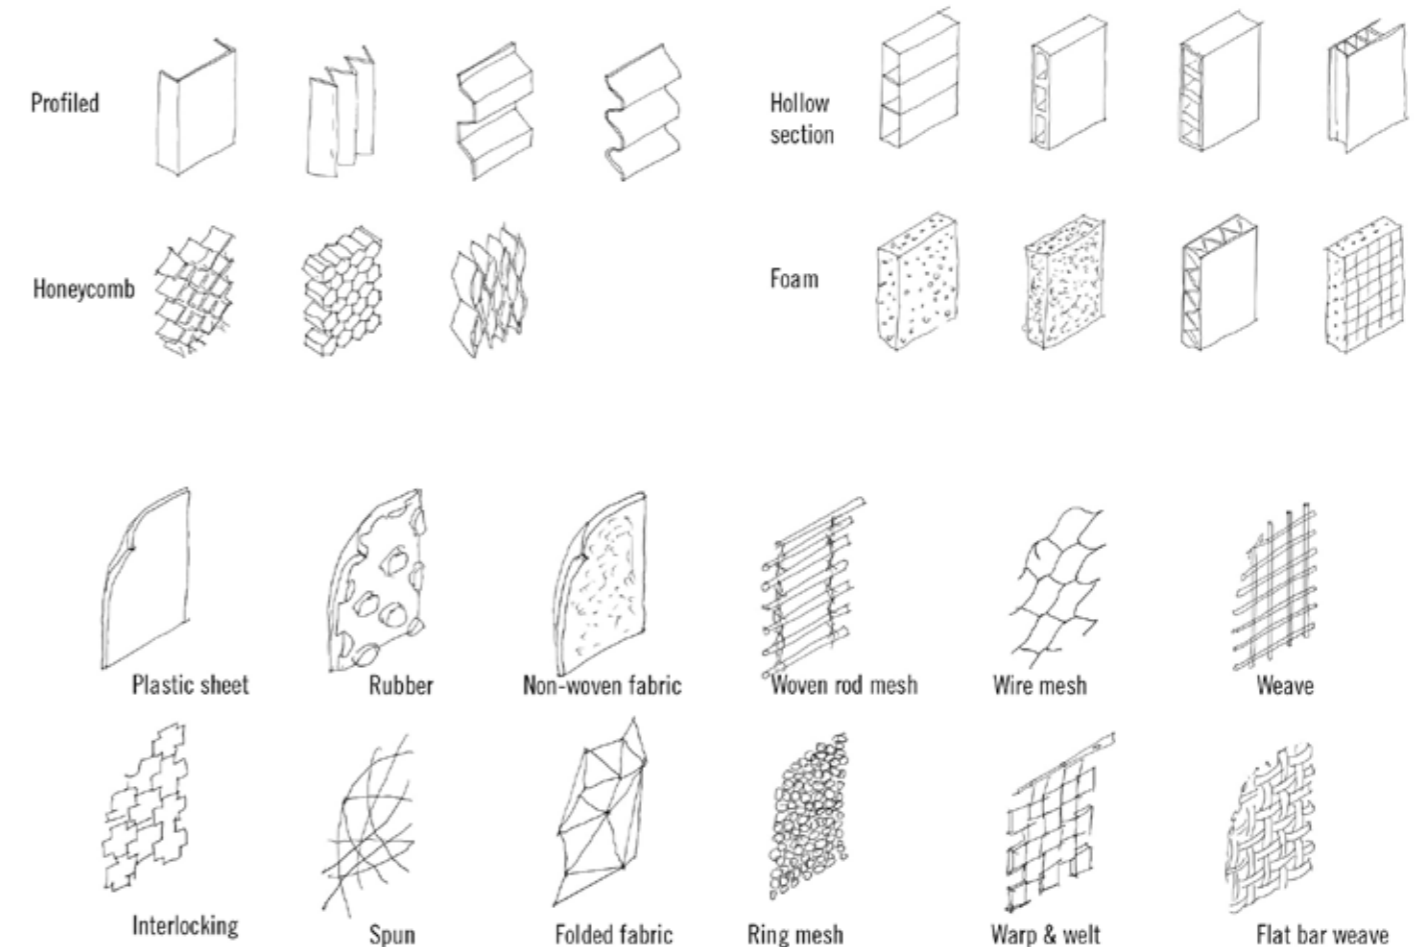 Profiled
Hollow
section
Honeycomb
Foam
Plastic sheet
Rubber
Non-woven fabric
Woven rod mesh
Wire mesh
Weave
Interlocking
Spun
Folded fabric
Ring mesh
Warp & welt
Flat bar weave